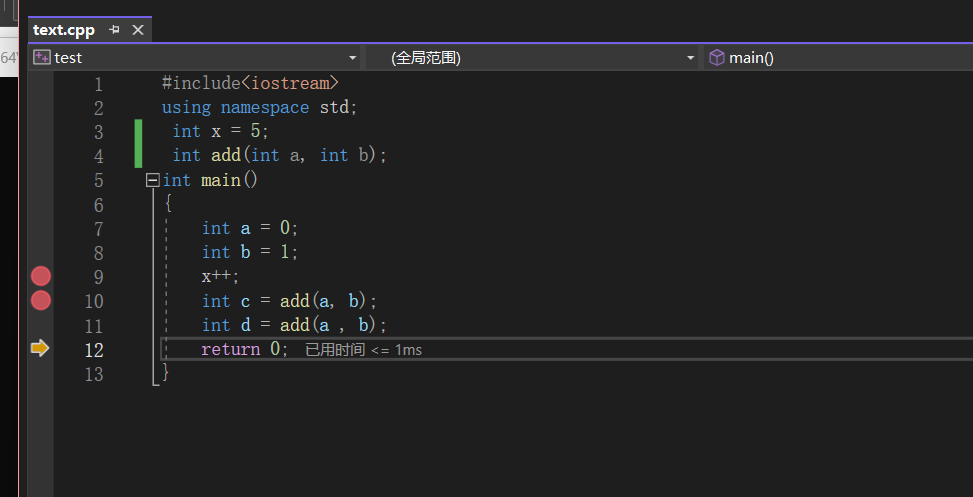 text.cpp
64
test (全局范围) main()
1 #include<iostream>
2 using namespace std;
3 int x = 5;
4 int add(int a, int b);
5 int main()
6 {
7 int a = 0;
8 int b = 1;
9 x++;
10 int c = add(a, b);
11 int d = add(a , b);
12 return 0; 已用时间 <= 1ms
13 }